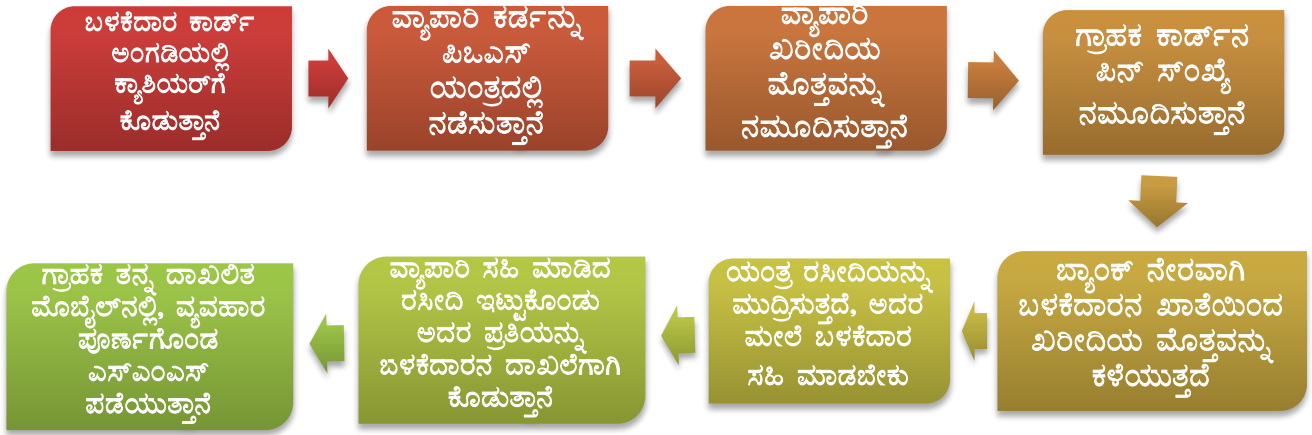 ಬಳಕೆದಾರ ಕಾರ್ಡ್
ಅಂಗಡಿಯಲ್ಲಿ
ಕ್ಯಾಶಿಯರ್‌ಗೆ
ಕೊಡುತ್ತಾನೆ
ವ್ಯಾಪಾರಿ ಕರ್ಡನ್ನು
ಪಿಒಎಸ್
ಯಂತ್ರದಲ್ಲಿ
ನಡೆಸುತ್ತಾನೆ
ವ್ಯಾಪಾರಿ
ಖರೀದಿಯ
ಮೊತ್ತವನ್ನು
ನಮೂದಿಸುತ್ತಾನೆ
ಗ್ರಾಹಕ ಕಾರ್ಡ್‌ನ
ಪಿನ್ ಸ್ಂಖ್ಯೆ
ನಮೂದಿಸುತ್ತಾನೆ
ಬ್ಯಾಂಕ್ ನೇರವಾಗಿ
ಬಳಕೆದಾರನ ಖಾತೆಯಿಂದ
ಖರೀದಿಯ ಮೊತ್ತವನ್ನು
ಕಳೆಯುತ್ತದೆ
ಯಂತ್ರ ರಸೀದಿಯನ್ನು
ಮುದ್ರಿಸುತ್ತದೆ, ಅದರ
ಮೇಲೆ ಬಳಕೆದಾರ
ಸಹಿ ಮಾಡಬೇಕು
ವ್ಯಾಪಾರಿ ಸಹಿ ಮಾಡಿದ
ರಸೀದಿ ಇಟ್ಟುಕೊಂಡು
ಅದರ ಪ್ರತಿಯನ್ನು
ಬಳಕೆದಾರನ ದಾಖಲೆಗಾಗಿ
ಕೊಡುತ್ತಾನೆ
ಗ್ರಾಹಕ ತನ್ನ ದಾಖಲಿತ
ಮೊಬೈಲ್‌ನಲ್ಲಿ, ವ್ಯವಹಾರ
ಪೂರ್ಣಗೊಂಡ
ಎಸ್ಎಂಎಸ್
ಪಡೆಯುತ್ತಾನೆ